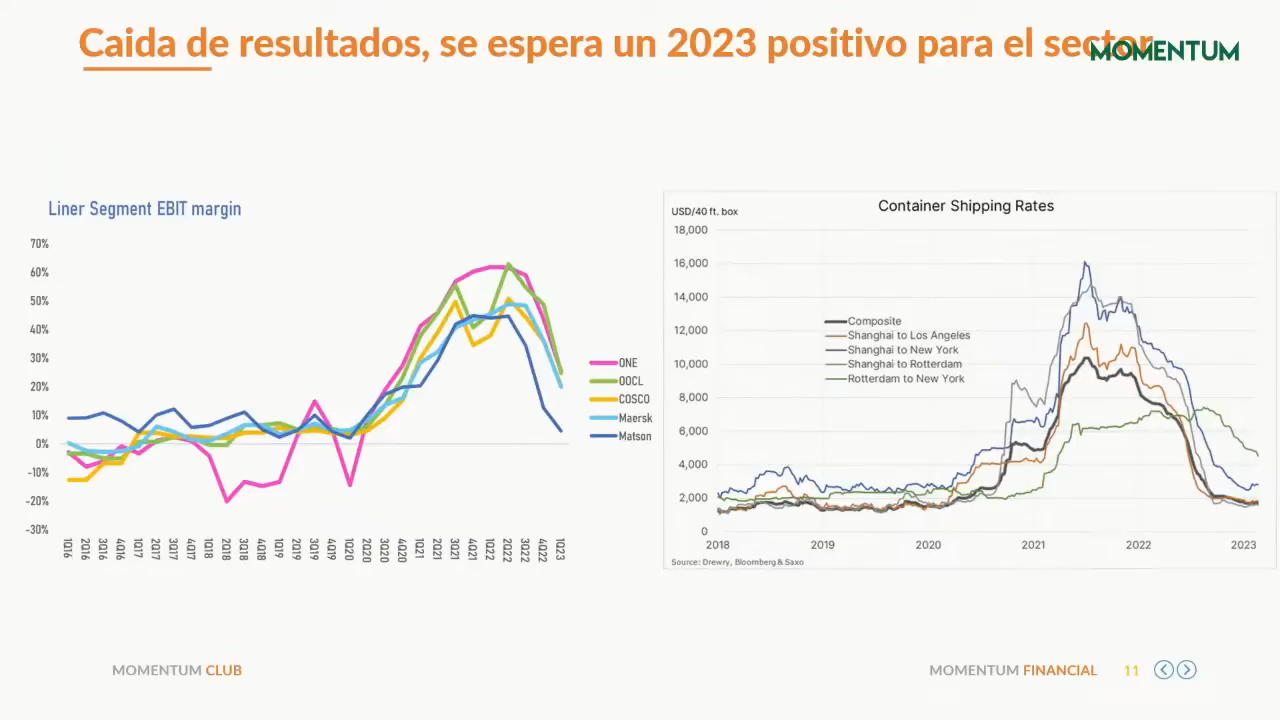 Caida de resultados, se espera un 2023 positivo para el sector
MOMENTUM
Liner Segment EBIT margin
70%
60%
50%
40%
30%
20%
10%
0%
-10%
-20%
-30%
1Q16
2Q16
3Q16
4Q16
1Q17
2Q17
3Q17
4Q17
1Q18
2Q18
3Q18
4Q18
1Q19
2Q19
3Q19
4Q19
1Q20
2Q20
3Q20
4Q20
1Q21
2Q21
3Q21
4Q21
1Q22
2Q22
3Q22
4Q22
1Q23
ONE
OOCL
COSCO
Maersk
Matson
Container Shipping Rates
USD/40 ft. box
18,000
16,000
14,000
12,000
10,000
8,000
6,000
4,000
2,000
0
Composite
Shanghai to Los Angeles
Shanghai to New York
Shanghai to Rotterdam
Rotterdam to New York
2018 2019 2020 2021 2022 2023
Source: Drewry, Bloomberg & Saxo
MOMENTUM CLUB
MOMENTUM FINANCIAL 11